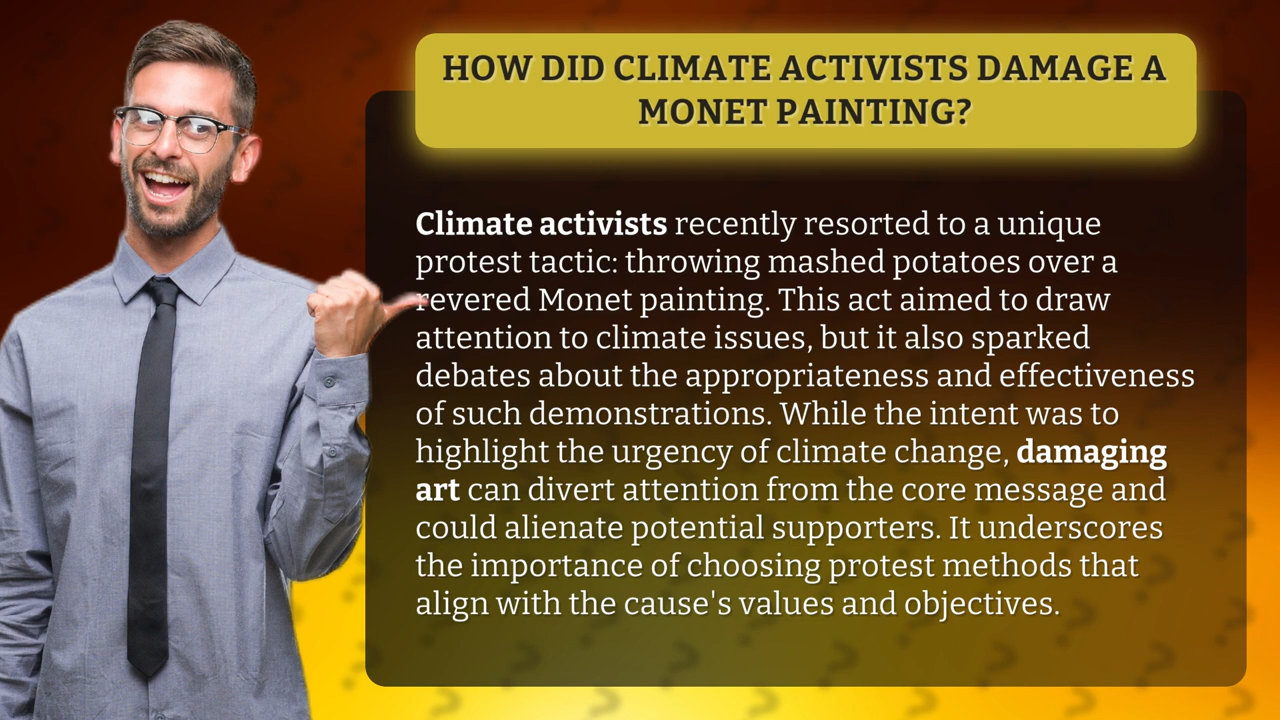 HOW DID CLIMATE ACTIVISTS DAMAGE A
MONET PAINTING?
Climate activists recently resorted to a unique
protest tactic: throwing mashed potatoes over a
revered Monet painting. This act aimed to draw
attention to climate issues, but it also sparked
debates about the appropriateness and effectiveness
of such demonstrations. While the intent was to
highlight the urgency of climate change, damaging
art can divert attention from the core message and
could alienate potential supporters. It underscores
the importance of choosing protest methods that
align with the cause's values and objectives.